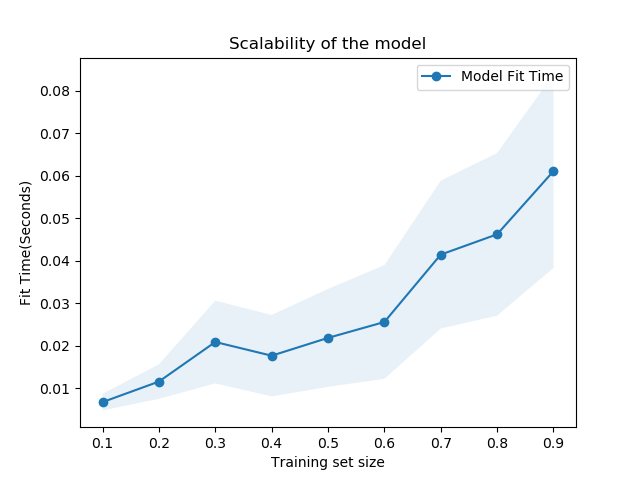 Scalability of the model
Model Fit Time
0.08
0.07
0.06
0.05
0.04
0.03
0.02
0.01
Fit Time(Seconds)
0.1 0.2 0.3 0.4 0.5 0.6 0.7 0.8 0.9
Training set size